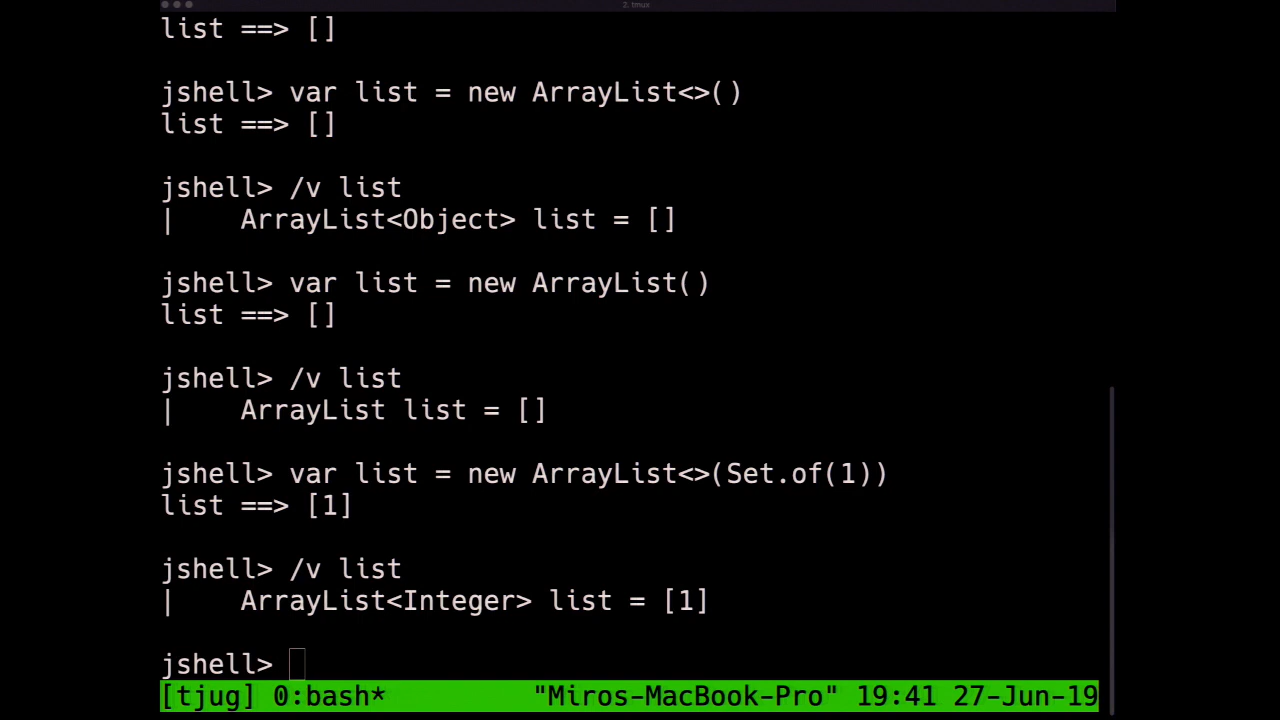 2. tmux
list ==> []
jshell> var list = new ArrayList<>()
list ==> []
jshell> /v list
|    ArrayList<Object> list = []
jshell> var list = new ArrayList()
list ==> []
jshell> /v list
|    ArrayList list = []
jshell> var list = new ArrayList<>(Set.of(1))
list ==> [1]
jshell> /v list
|    ArrayList<Integer> list = [1]
jshell>
[tjug] 0:bash* "Miros-MacBook-Pro" 19:41 27-Jun-19